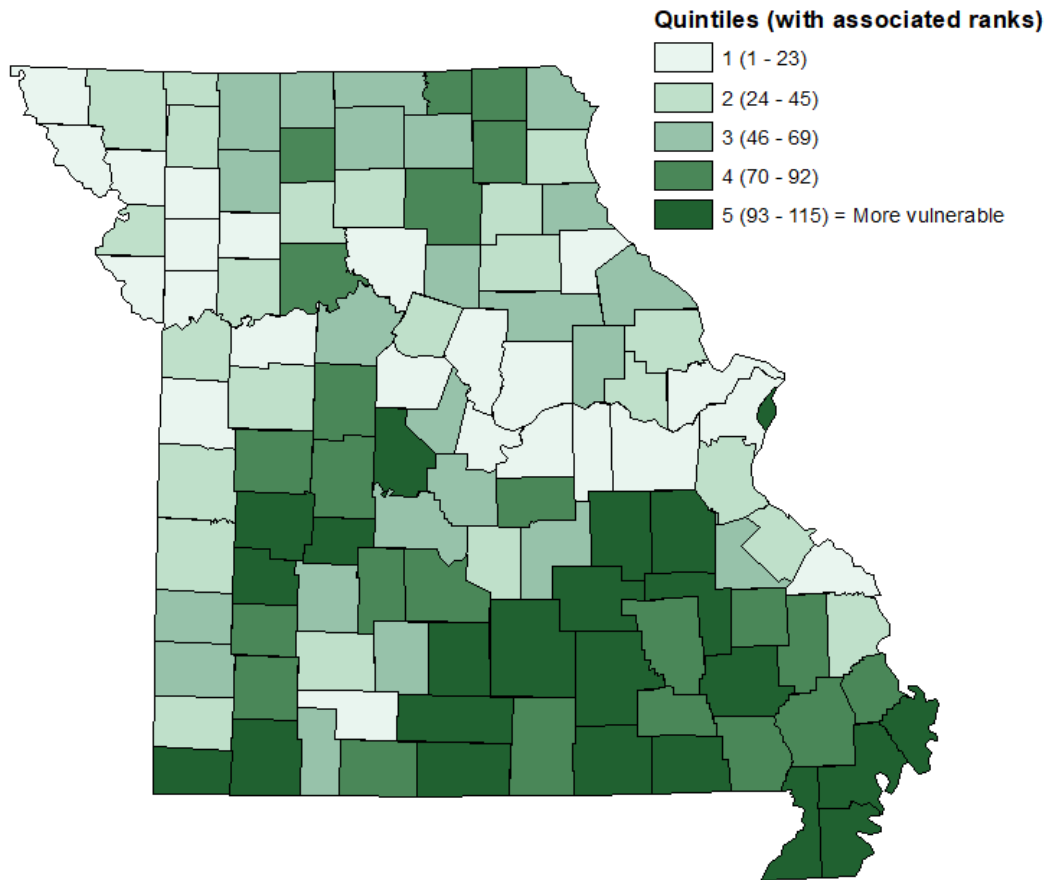 Quintiles (with associated ranks)
1 (1 - 23)
2 (24 - 45)
3 (46 - 69)
4 (70 - 92)
5 (93 - 115) = More vulnerable